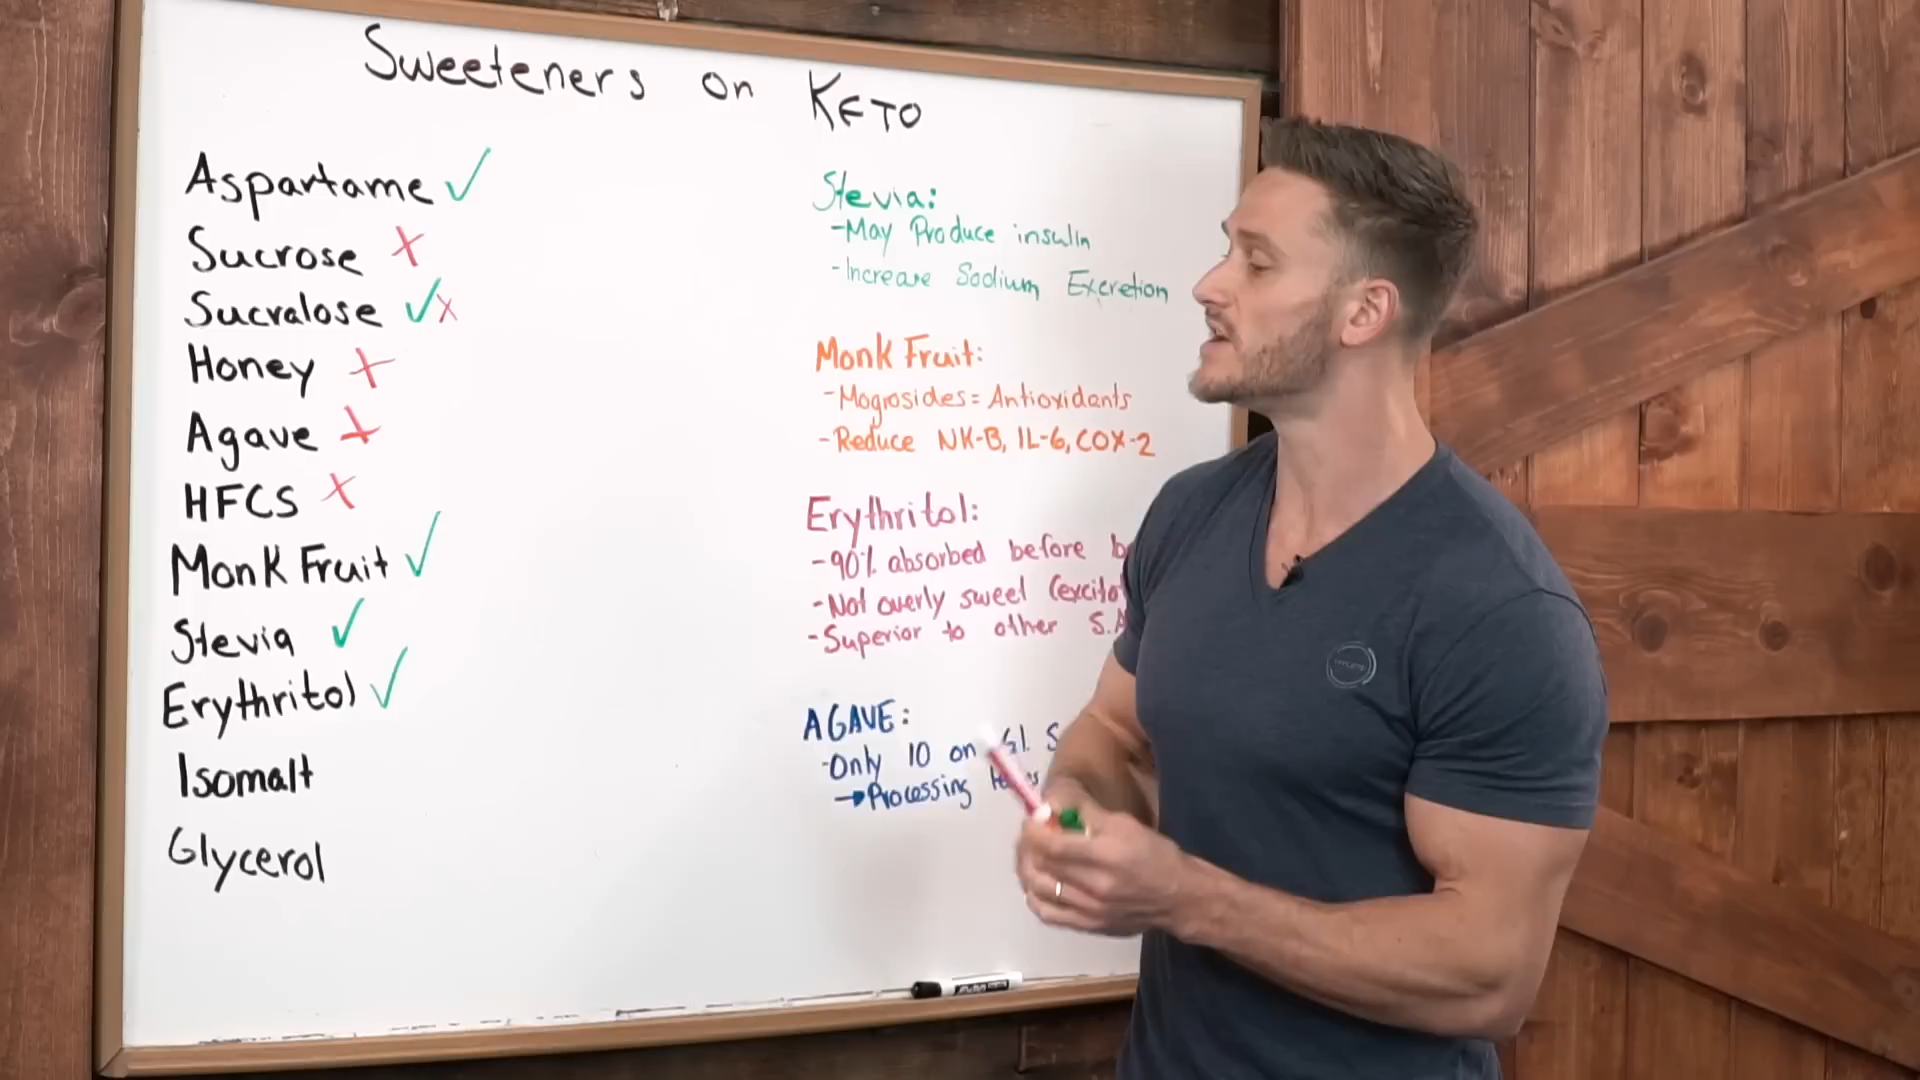 Sweeteners on KETO
Aspartame ✓
Sucrose X
Sucralose ✓x
Honey X
Agave X
HFCS X
Monk Fruit ✓
Stevia ✓
Erythritol ✓
Isomalt
Glycerol
Stevia:
-May Produce insulin
-Increase Sodium Excretion
Monk Fruit:
-Mogrosides = Antioxidants
-Reduce NK-B, IL-6, COX-2
Erythritol:
-90% absorbed before
-Not overly sweet
-Superior to other S.A
AGAVE:
-Only 10 on G.I. S
→Processing